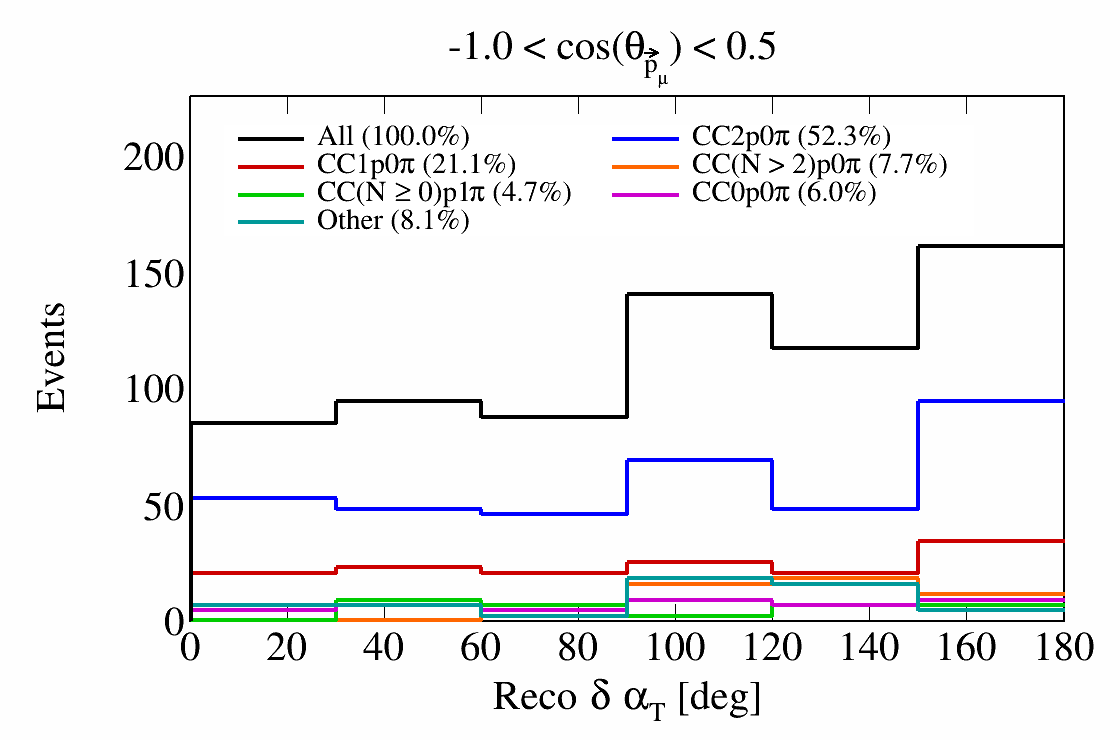 -1.0 < cos(θ_p⃗_μ) < 0.5
All (100.0%)
CC2p0π (52.3%)
CC1p0π (21.1%)
CC(N > 2)p0π (7.7%)
CC(N ≥ 0)p1π (4.7%)
CC0p0π (6.0%)
Other (8.1%)
200
150
100
50
0
Events
0 20 40 60 80 100 120 140 160 180
Reco δ α_T [deg]